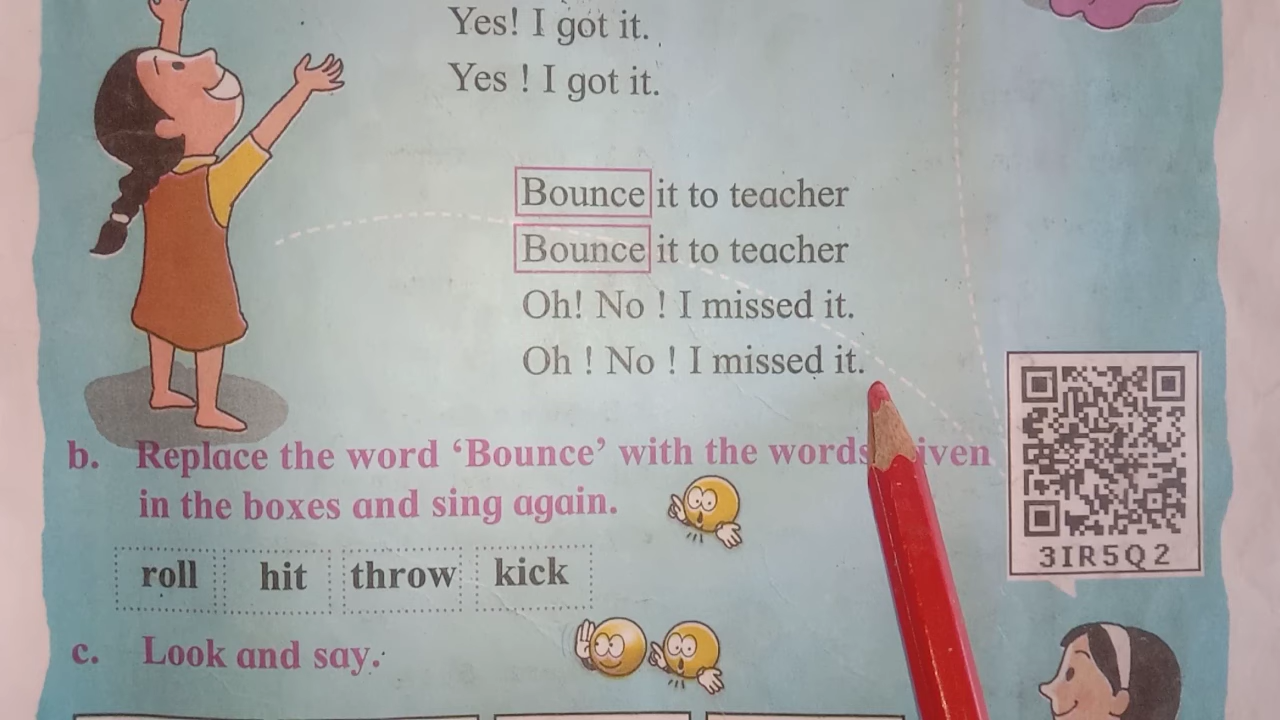 Yes! I got it.
Yes ! I got it.
Bounce it to teacher
Bounce it to teacher
Oh! No ! I missed it.
Oh ! No ! I missed it.
b. Replace the word ‘Bounce’ with the words iven
in the boxes and sing again.
roll hit throw kick
3IR5Q2
c. Look and say.